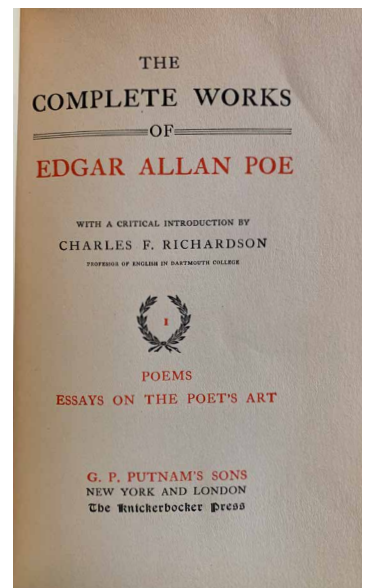 THE
COMPLETE WORKS
OF
EDGAR ALLAN POE
WITH A CRITICAL INTRODUCTION BY
CHARLES F. RICHARDSON
PROFESSOR OF ENGLISH IN DARTMOUTH COLLEGE
I
POEMS
ESSAYS ON THE POET'S ART
G. P. PUTNAM'S SONS
NEW YORK AND LONDON
The Knickerbocker Press